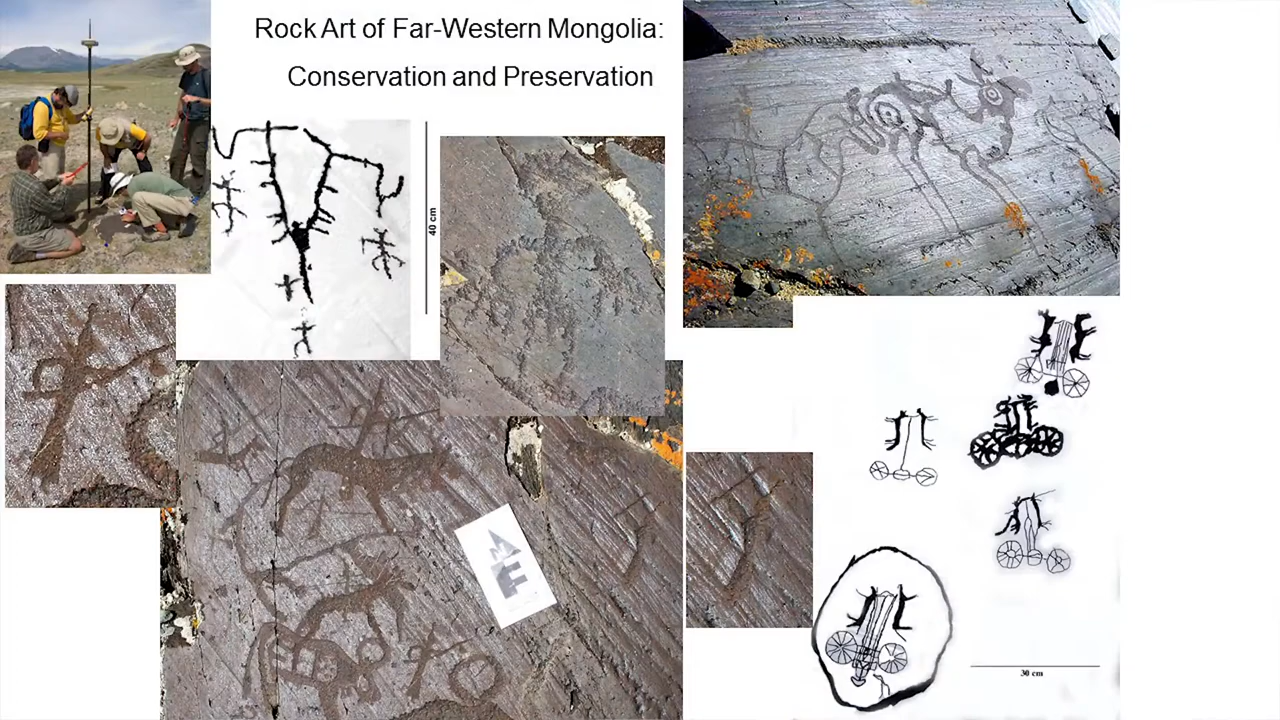 Rock Art of Far-Western Mongolia:
Conservation and Preservation
40 cm
30 cm